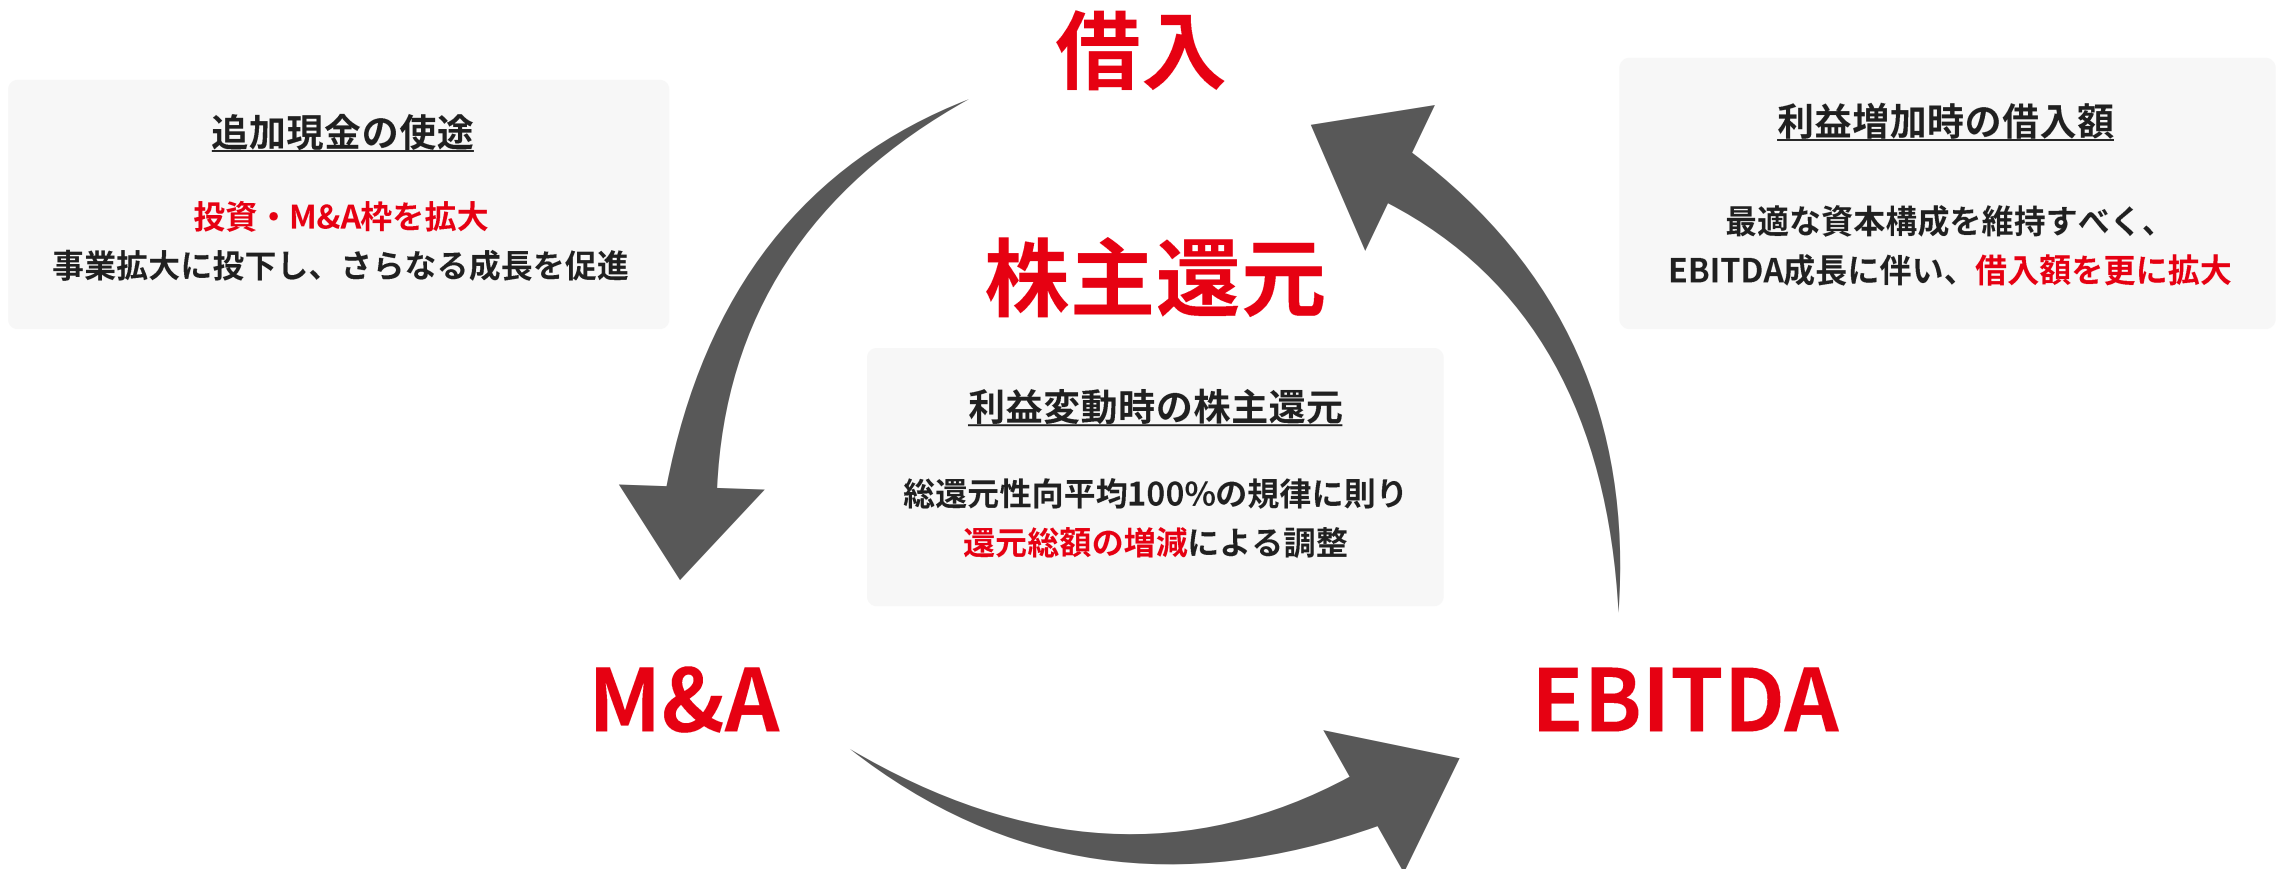 借入
追加現金の使途
投資・M&A枠を拡大
事業拡大に投下し、さらなる成長を促進
利益増加時の借入額
最適な資本構成を維持すべく、
EBITDA成長に伴い、借入額を更に拡大
株主還元
利益変動時の株主還元
総還元性向平均100%の規律に則り
還元総額の増減による調整
M&A
EBITDA